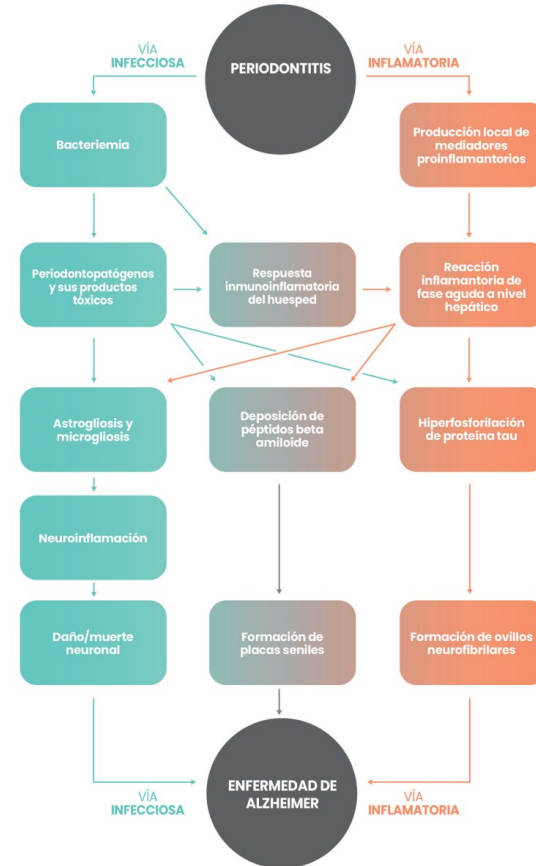 VÍA
INFECCIOSA
PERIODONTITIS
VÍA
INFLAMATORIA
Bacteriemia
Producción local de
mediadores
proinflamantorios
Periodontopatógenos
y sus productos
tóxicos
Respuesta
inmunoinflamatoria
del huesped
Reacción
inflamantoria de
fase aguda a nivel
hepático
Astrogliosis y
microgliosis
Deposición de
péptidos beta
amiloide
Hiperfosforilación
de proteína tau
Neuroinflamación
Daño/muerte
neuronal
Formación de
placas seniles
Formación de ovillos
neurofibrilares
VÍA
INFECCIOSA
ENFERMEDAD DE
ALZHEIMER
VÍA
INFLAMATORIA